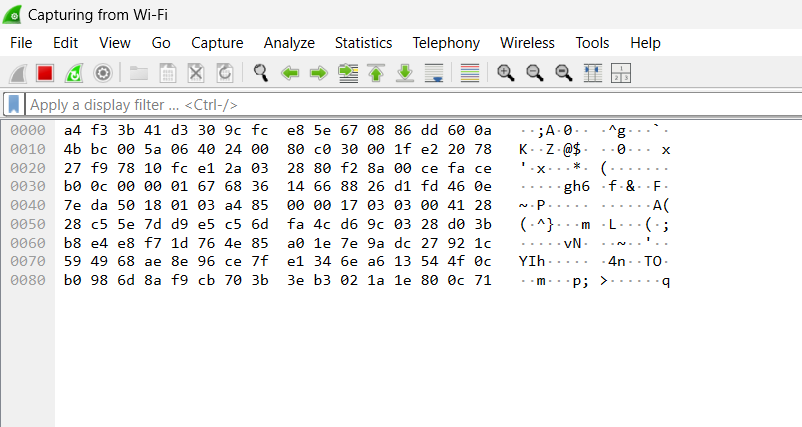 Capturing from Wi-Fi
File Edit View Go Capture Analyze Statistics Telephony Wireless Tools Help
Apply a display filter … <Ctrl-/>
0000 a4 f3 3b 41 d3 30 9c fc e8 5e 67 08 86 dd 60 0a ··;A·0·· ·^g···`·
0010 4b bc 00 5a 06 40 24 00 80 c0 30 00 1f e2 20 78 K··Z·@$· ··0··· x
0020 27 f9 78 10 fc e1 2a 03 28 80 f2 8a 00 ce fa ce '·x···*· (·······
0030 b0 0c 00 00 01 67 68 36 14 66 88 26 d1 fd 46 0e ·····gh6 ·f·&··F·
0040 7e da 50 18 01 03 a4 85 00 00 17 03 03 00 41 28 ~·P····· ······A(
0050 28 c5 5e 7d d9 e5 c5 6d fa 4c d6 9c 03 28 d0 3b (·^}···m ·L···(·;
0060 b8 e4 e8 f7 1d 76 4e 85 a0 1e 7e 9a dc 27 92 1c ·····vN· ··~··'··
0070 59 49 68 ae 8e 96 ce 7f e1 34 6e a6 13 54 4f 0c YIh····· ·4n··TO·
0080 b0 98 6d 8a f9 cb 70 3b 3e b3 02 1a 1e 80 0c 71 ··m···p; >······q